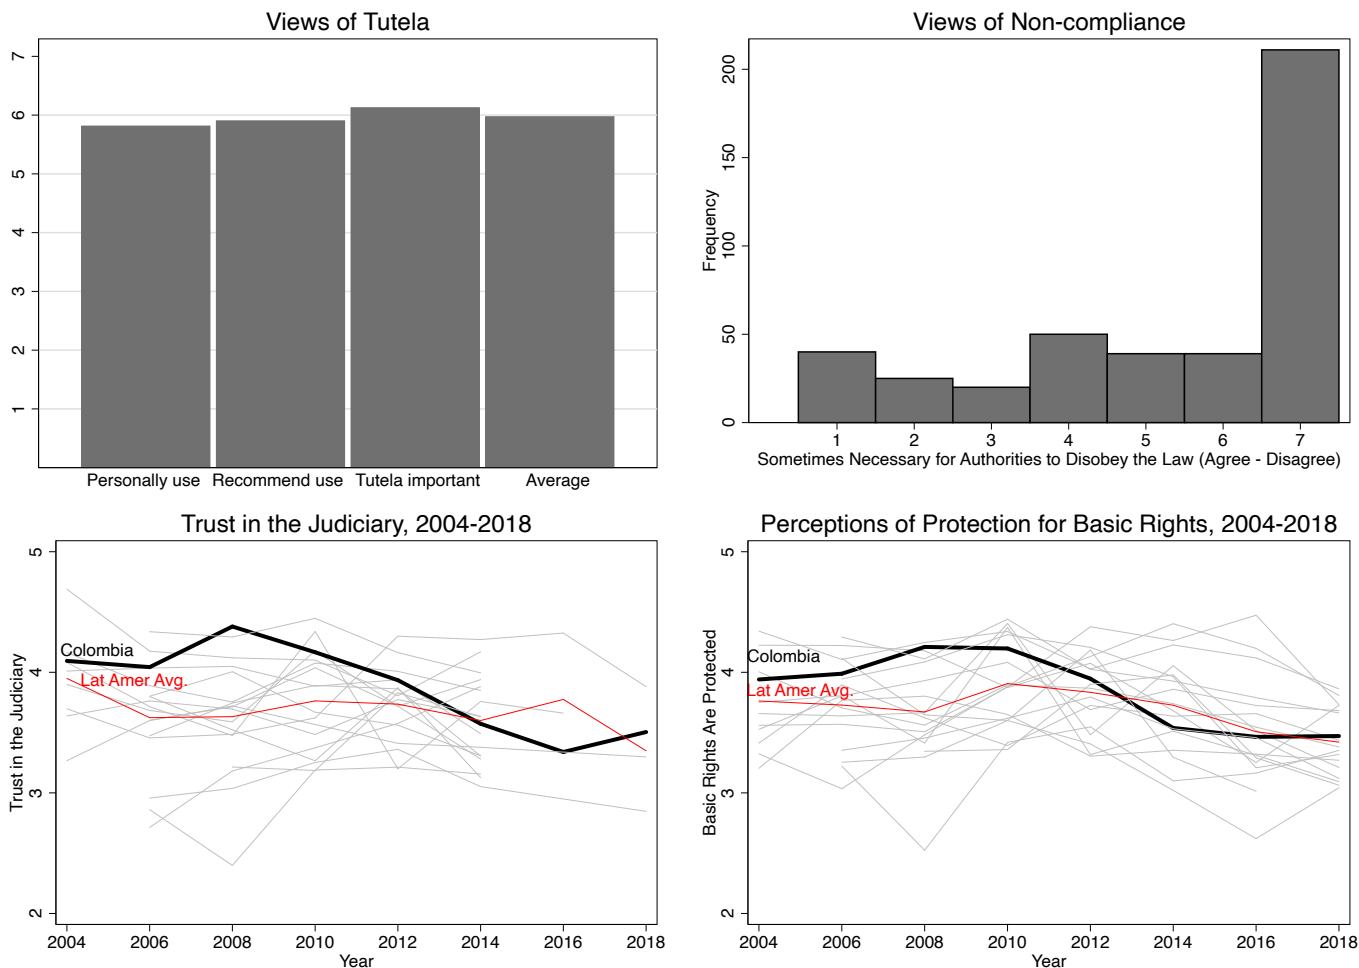 Views of Tutela
7
6
5
4
3
2
1
Personally use Recommend use Tutela important Average
Views of Non-compliance
Frequency
200
150
100
50
0
1 2 3 4 5 6 7
Sometimes Necessary for Authorities to Disobey the Law (Agree - Disagree)
Trust in the Judiciary, 2004-2018
Trust in the Judiciary
5
4
3
2
Colombia
Lat Amer Avg.
2004 2006 2008 2010 2012 2014 2016 2018
Year
Perceptions of Protection for Basic Rights, 2004-2018
Basic Rights Are Protected
5
4
3
2
Colombia
Lat Amer Avg.
2004 2006 2008 2010 2012 2014 2016 2018
Year